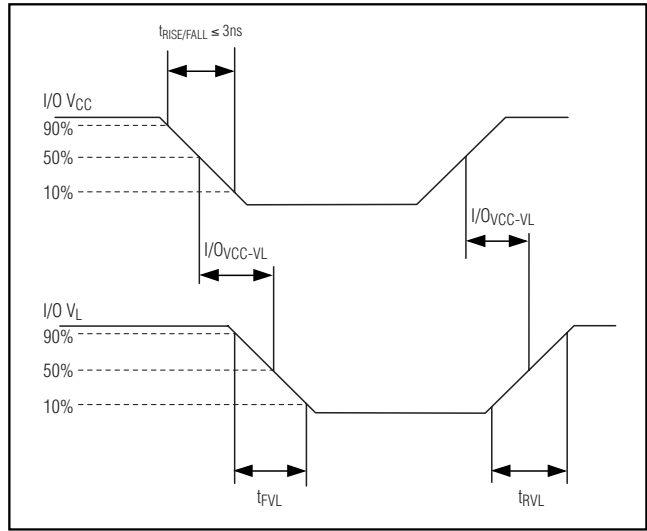 tRISE/FALL ≤ 3ns
I/O VCC
90%
50%
10%
I/OVCC-VL
I/OVCC-VL
I/O VL
90%
50%
10%
tFVL
tRVL